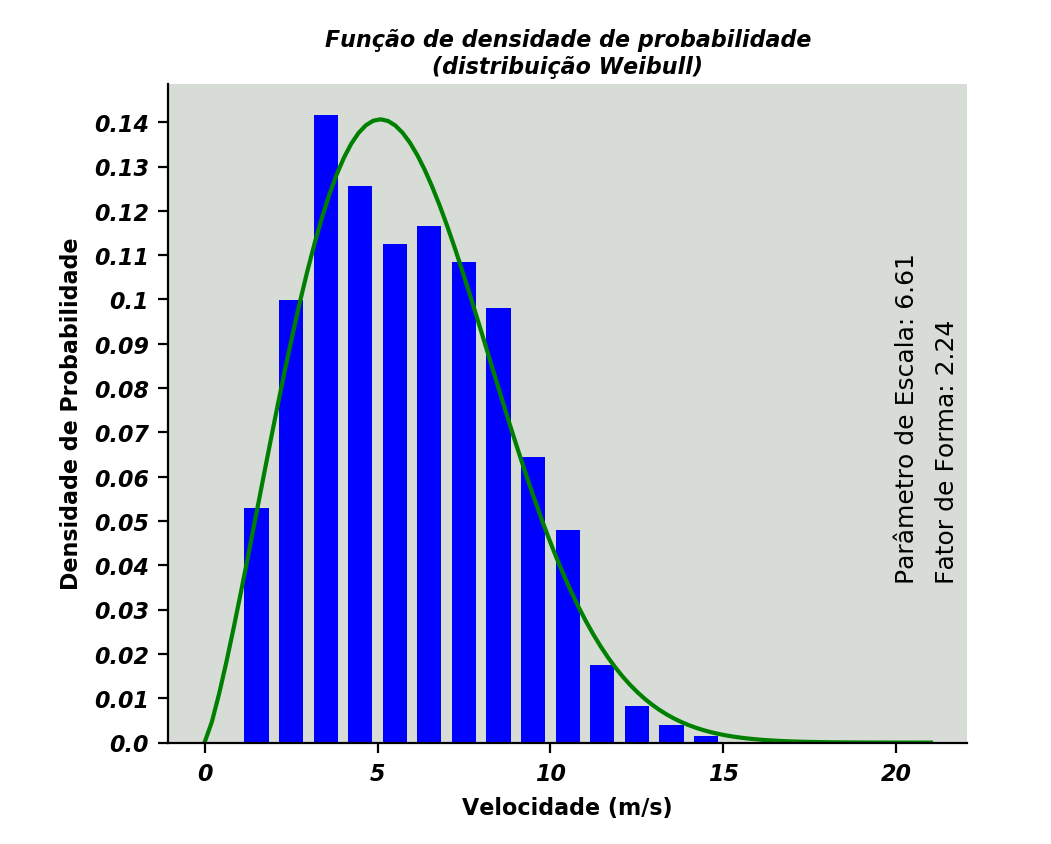 Função de densidade de probabilidade
(distribuição Weibull)
Densidade de Probabilidade
0.14
0.13
0.12
0.11
0.1
0.09
0.08
0.07
0.06
0.05
0.04
0.03
0.02
0.01
0.0
Parâmetro de Escala: 6.61
Fator de Forma: 2.24
0 5 10 15 20
Velocidade (m/s)